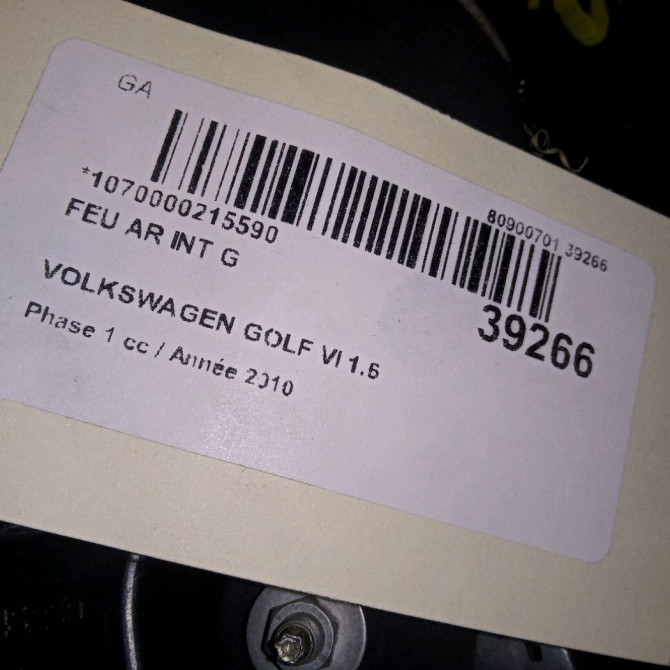 GA
80900701 39266
*1070000215590
39266
FEU AR INT G
VOLKSWAGEN GOLF VI 1.6
Phase 1 cc / Année 2010